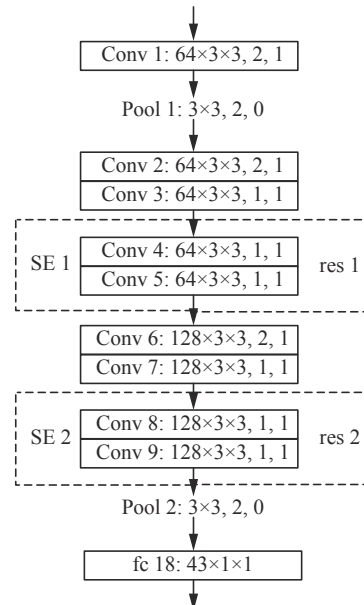 Conv 1: 64×3×3, 2, 1
Pool 1: 3×3, 2, 0
Conv 2: 64×3×3, 2, 1
Conv 3: 64×3×3, 1, 1
SE 1
Conv 4: 64×3×3, 1, 1
Conv 5: 64×3×3, 1, 1
res 1
Conv 6: 128×3×3, 2, 1
Conv 7: 128×3×3, 1, 1
SE 2
Conv 8: 128×3×3, 1, 1
Conv 9: 128×3×3, 1, 1
res 2
Pool 2: 3×3, 2, 0
fc 18: 43×1×1